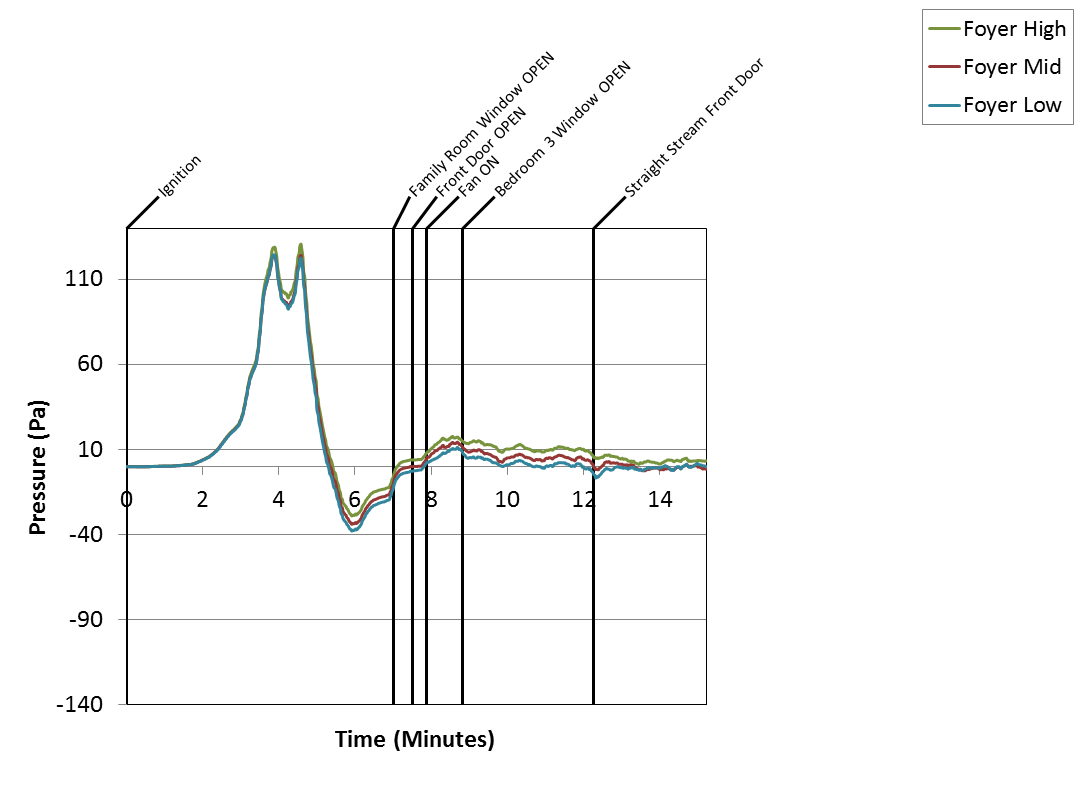 Foyer High
Foyer Mid
Foyer Low
Ignition
Family Room Window OPEN
Front Door OPEN
Fan ON
Bedroom 3 Window OPEN
Straight Stream Front Door
110
60
10
-40
-90
-140
0 2 4 6 8 10 12 14
Pressure (Pa)
Time (Minutes)